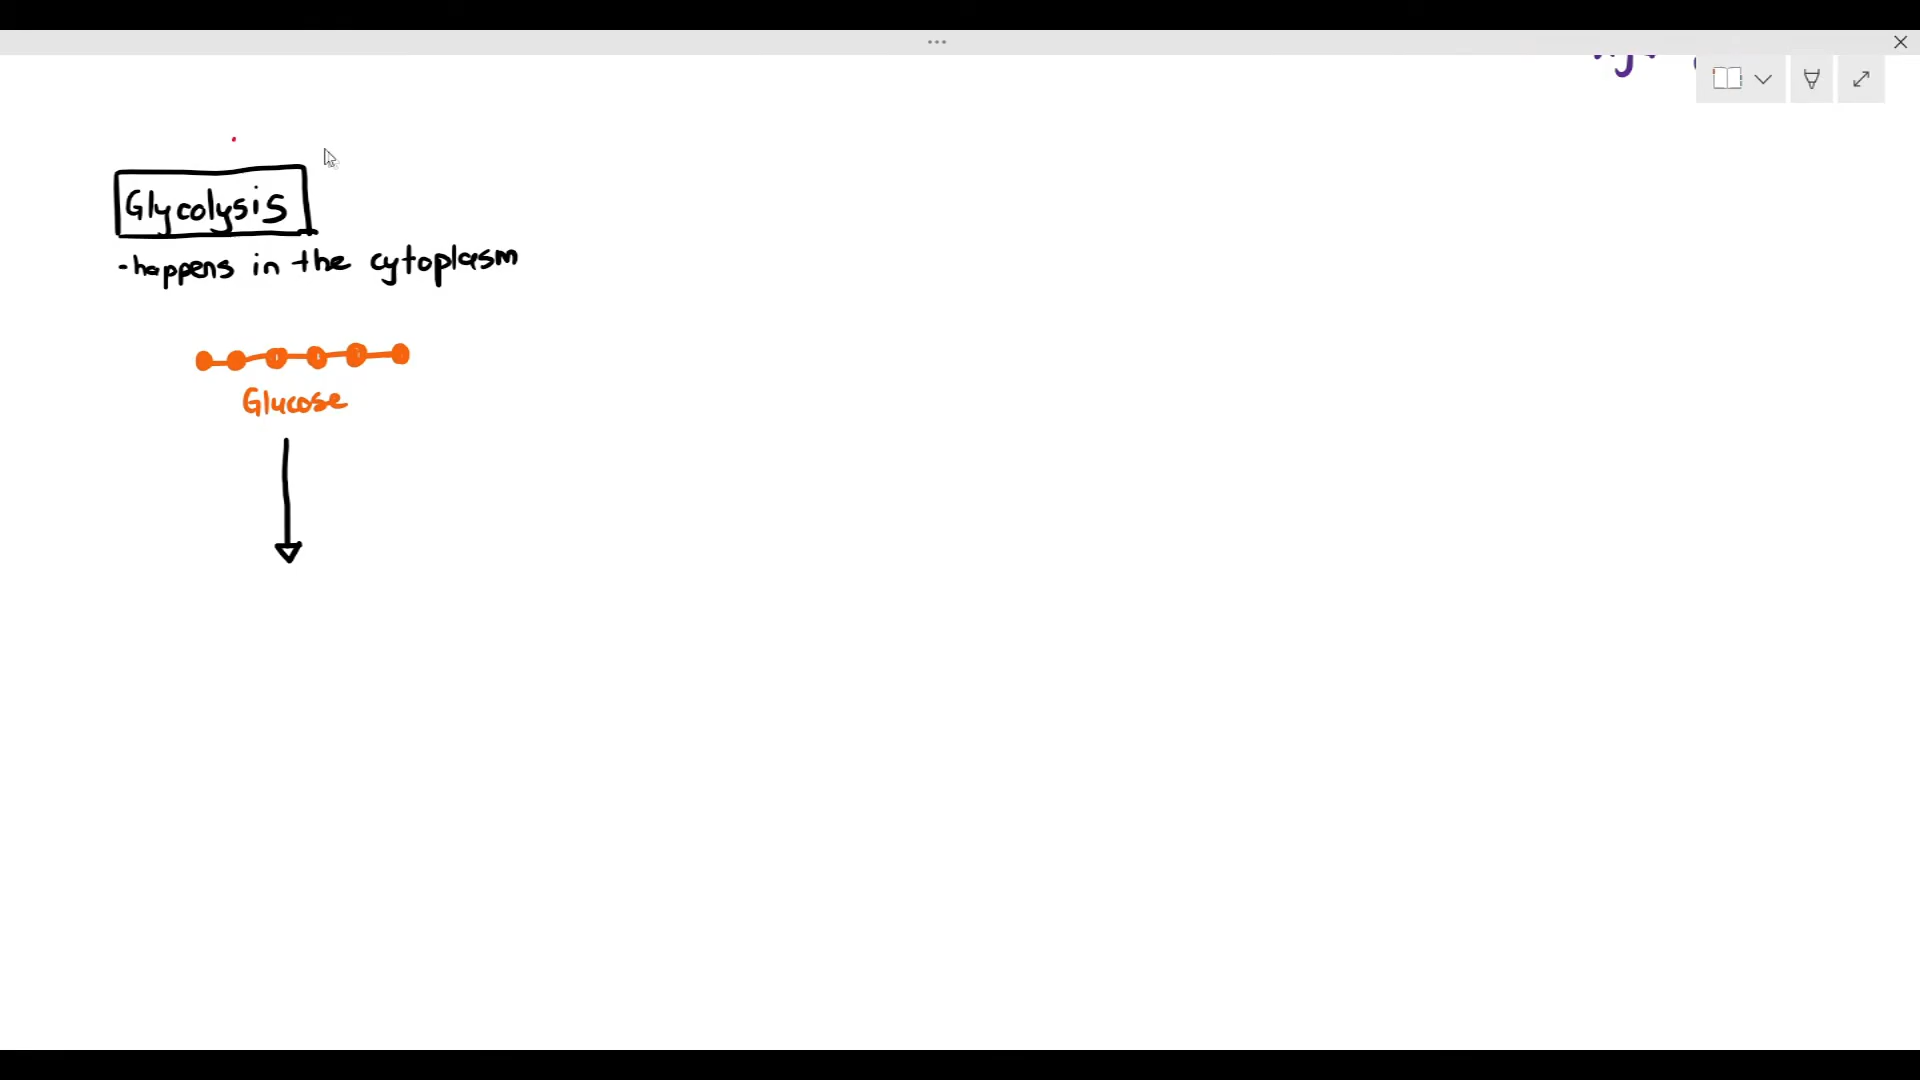 Glycolysis
-happens in the cytoplasm
Glucose